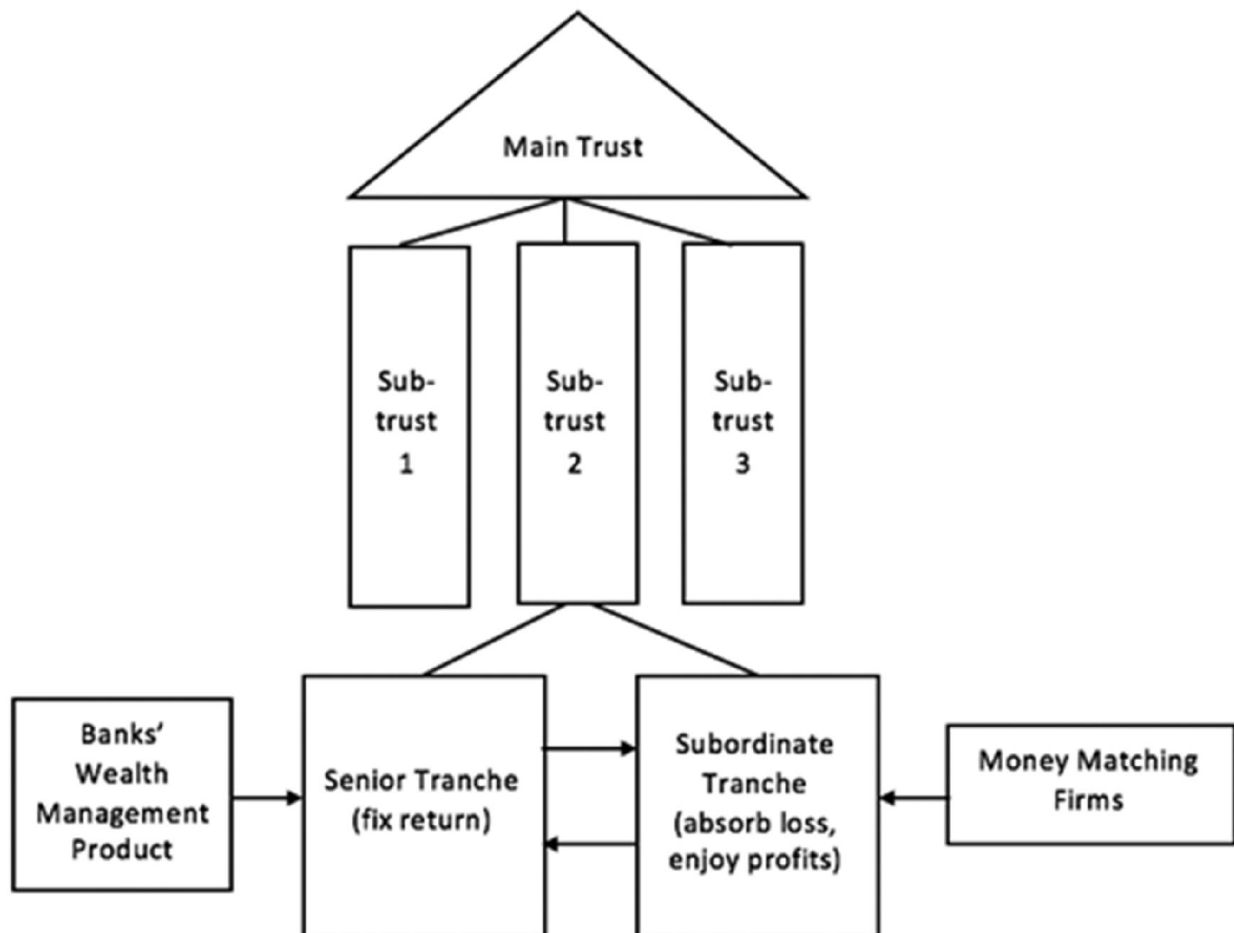 Main Trust
Sub-
trust
1
Sub-
trust
2
Sub-
trust
3
Banks'
Wealth
Management
Product
Senior Tranche
(fix return)
Subordinate
Tranche
(absorb loss,
enjoy profits)
Money Matching
Firms